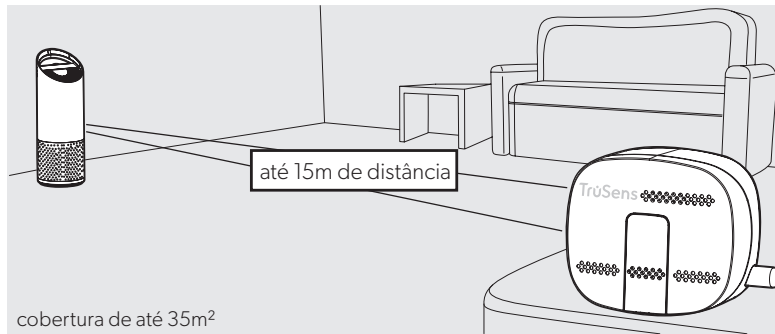 até 15m de distância
TruSens
cobertura de até 35m²